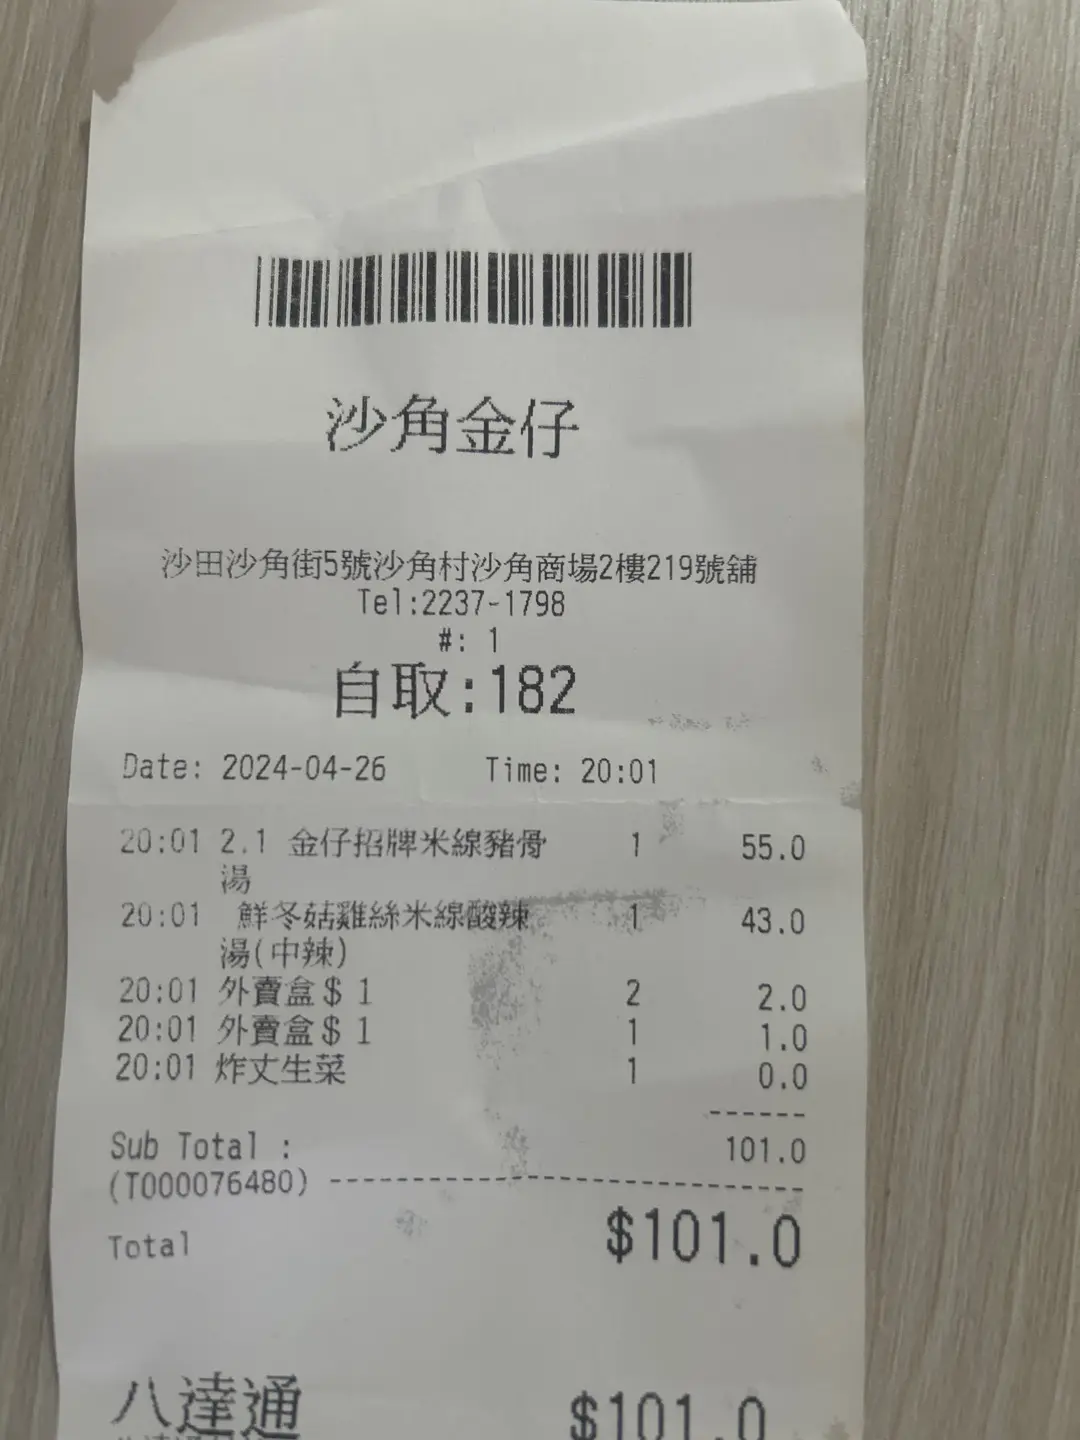 沙角金仔
沙田沙角街5號沙角村沙角商場2樓219號舖
Tel:2237-1798
#: 1
自取:182
Date: 2024-04-26 Time: 20:01
20:01 2.1 金仔招牌米線豬骨 1 55.0
湯
20:01 鮮冬菇雞絲米線酸辣 1 43.0
湯(中辣)
20:01 外賣盒$1 2 2.0
20:01 外賣盒$1 1 1.0
20:01 炸丈生菜 1 0.0
Sub Total : 101.0
(T000076480)
Total $101.0
八達通 $101.0